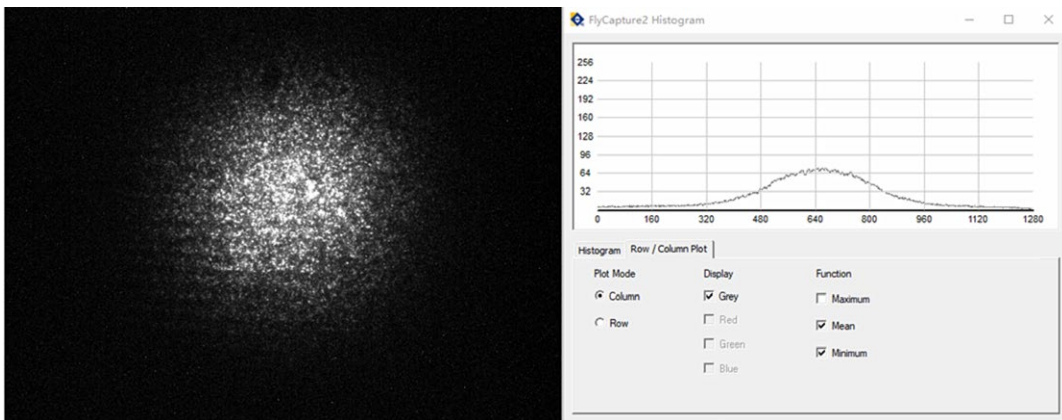 FlyCapture2 Histogram
256
224
192
160
128
96
64
32
0 160 320 480 640 800 960 1120 1280
Histogram Row / Column Plot
Plot Mode Display Function
Column Grey Maximum
Row Red Mean
Green Minimum
Blue